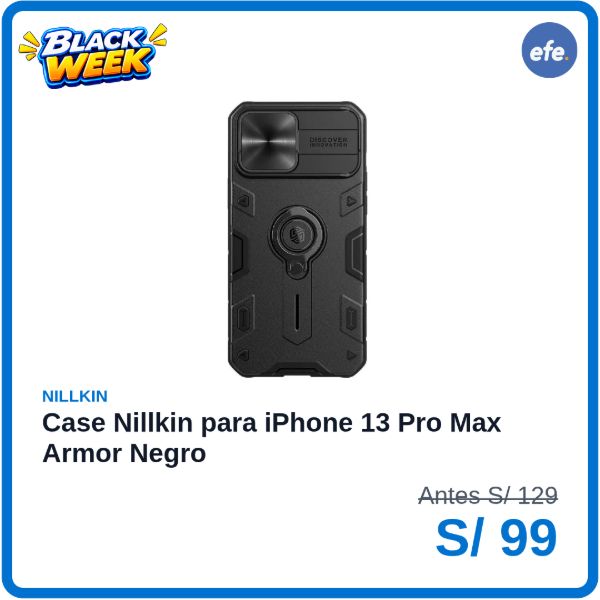 BLACK
WEEK
efe.
DISCOVER
INNOVATION
NILLKIN
Case Nillkin para iPhone 13 Pro Max
Armor Negro
Antes S/ 129
S/ 99